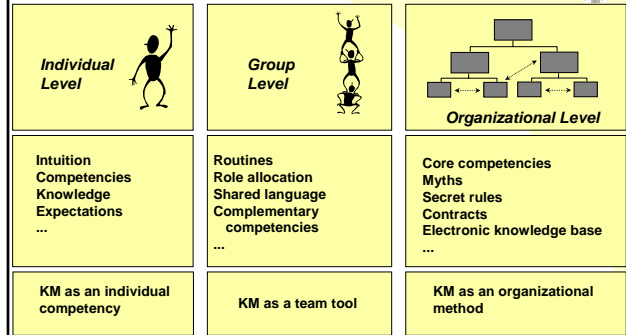 Individual
Level
Group
Level
Organizational Level
Intuition
Competencies
Knowledge
Expectations
...
Routines
Role allocation
Shared language
Complementary
competencies
...
Core competencies
Myths
Secret rules
Contracts
Electronic knowledge base
...
KM as an individual
competency
KM as a team tool
KM as an organizational
method